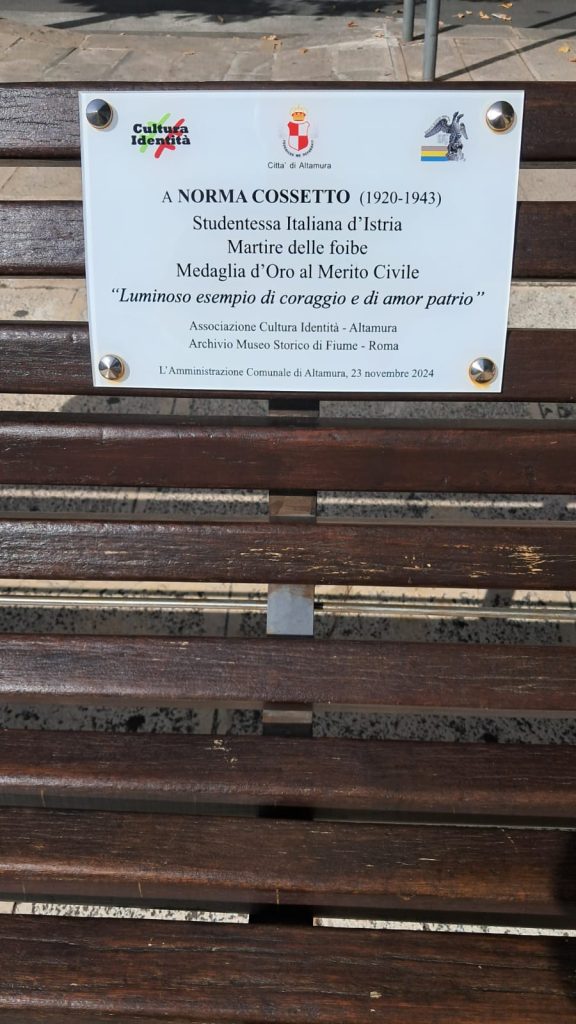 Cultura
Identità
Citta' di Altamura
A NORMA COSSETTO (1920-1943)
Studentessa Italiana d'Istria
Martire delle foibe
Medaglia d'Oro al Merito Civile
"Luminoso esempio di coraggio e di amor patrio"
Associazione Cultura Identità - Altamura
Archivio Museo Storico di Fiume - Roma
L'Amministrazione Comunale di Altamura, 23 novembre 2024